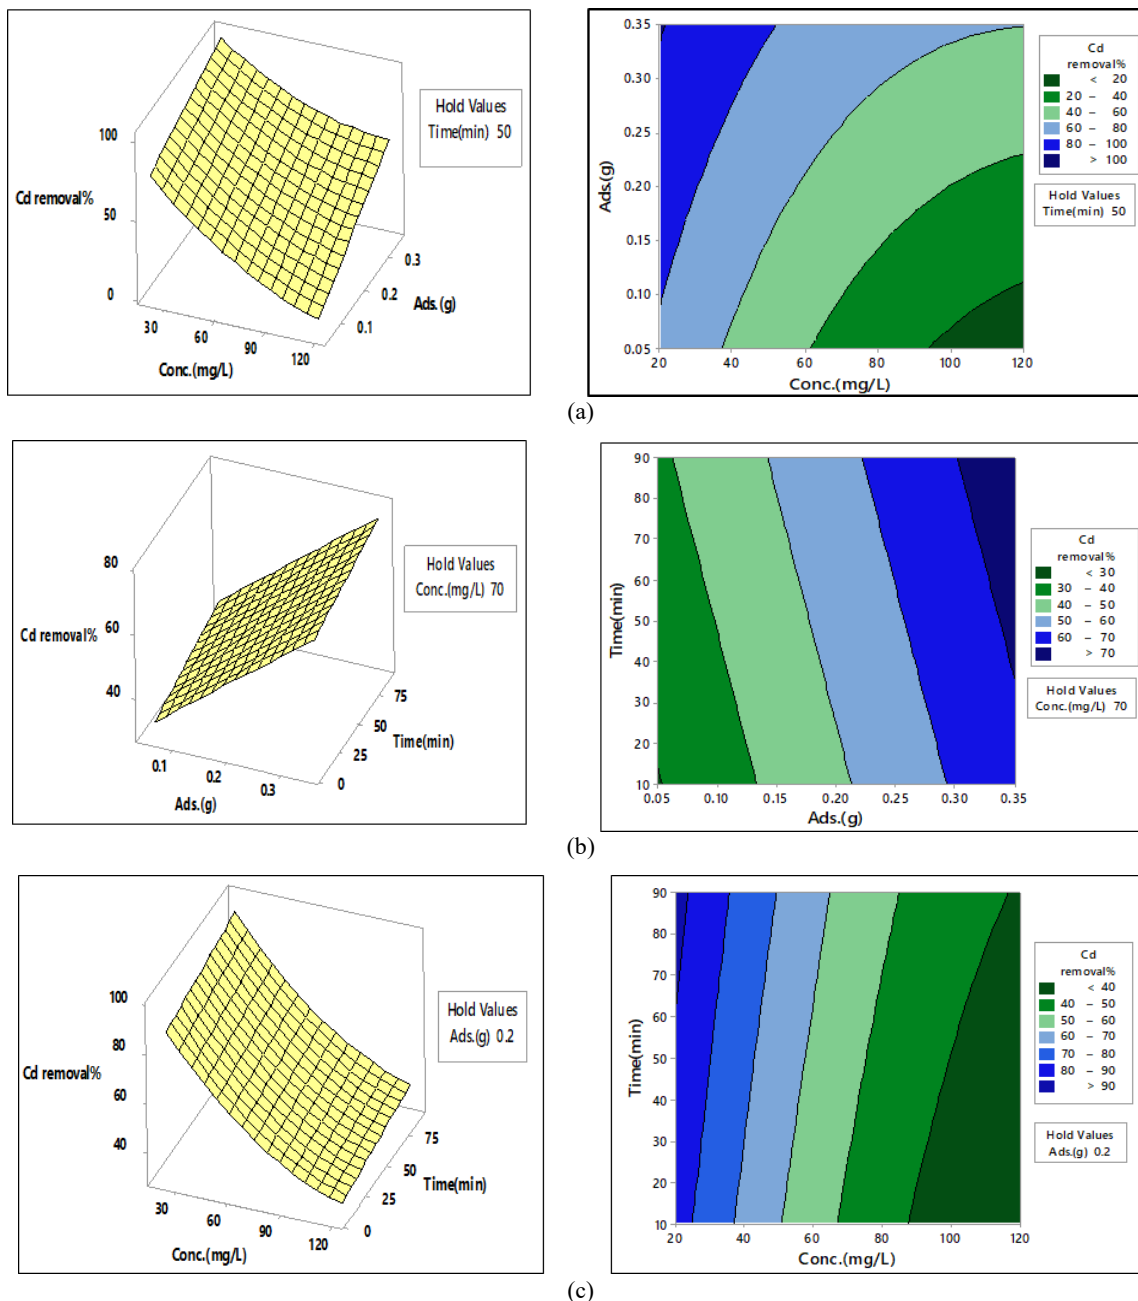 Hold Values
Time(min) 50
100
Cd removal%
50
0
30
60
90
120
Conc.(mg/L)
0.1
0.2
0.3
Ads.(g)
0.35
0.30
0.25
0.20
0.15
0.10
0.05
Ads.(g)
20
40
60
80
100
120
Conc.(mg/L)
Cd
removal%
< 20
20 – 40
40 – 60
60 – 80
80 – 100
> 100
Hold Values
Time(min) 50
(a)
Hold Values
Conc.(mg/L) 70
80
Cd removal%
60
40
0.1
0.2
0.3
Ads.(g)
0
25
50
75
Time(min)
90
80
70
60
50
40
30
20
10
Time(min)
0.05
0.10
0.15
0.20
0.25
0.30
0.35
Ads.(g)
Cd
removal%
< 30
30 – 40
40 – 50
50 – 60
60 – 70
> 70
Hold Values
Conc.(mg/L) 70
(b)
Hold Values
Ads.(g) 0.2
100
80
Cd removal%
60
40
30
60
90
120
Conc.(mg/L)
0
25
50
75
Time(min)
90
80
70
60
50
40
30
20
10
Time(min)
20
40
60
80
100
120
Conc.(mg/L)
Cd
removal%
< 40
40 – 50
50 – 60
60 – 70
70 – 80
80 – 90
> 90
Hold Values
Ads.(g) 0.2
(c)